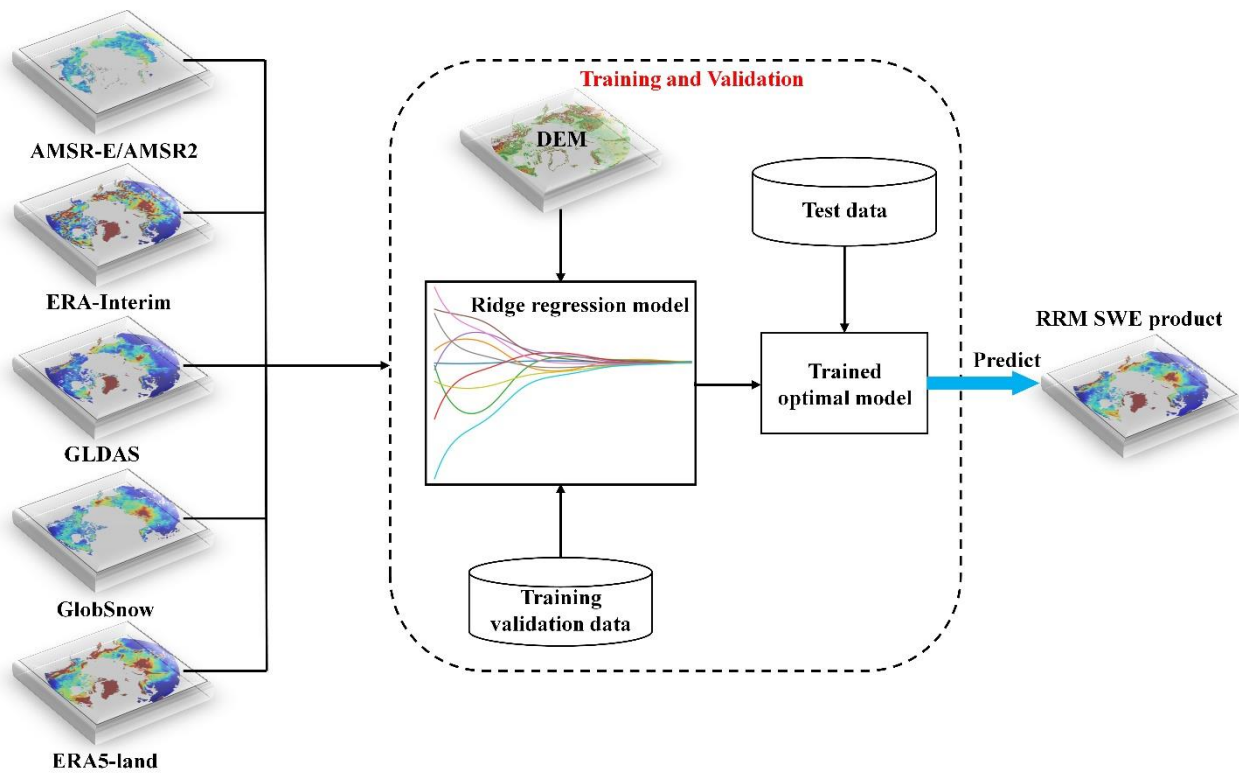 AMSR-E/AMSR2
ERA-Interim
GLDAS
GlobSnow
ERA5-land
Training and Validation
DEM
Test data
Ridge regression model
Trained
optimal model
Training
validation data
Predict
RRM SWE product